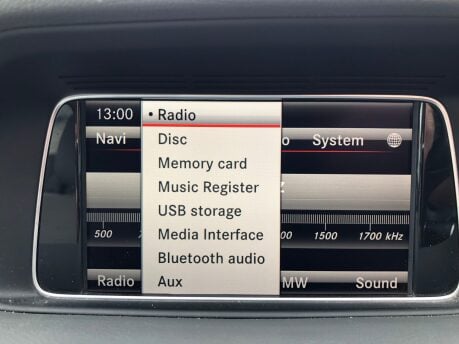 13:00
• Radio
Navi
Disc
System
Memory card
Music Register
USB storage
500
Media Interface
1500
1700 kHz
Bluetooth audio
Radio
Aux
MW
Sound